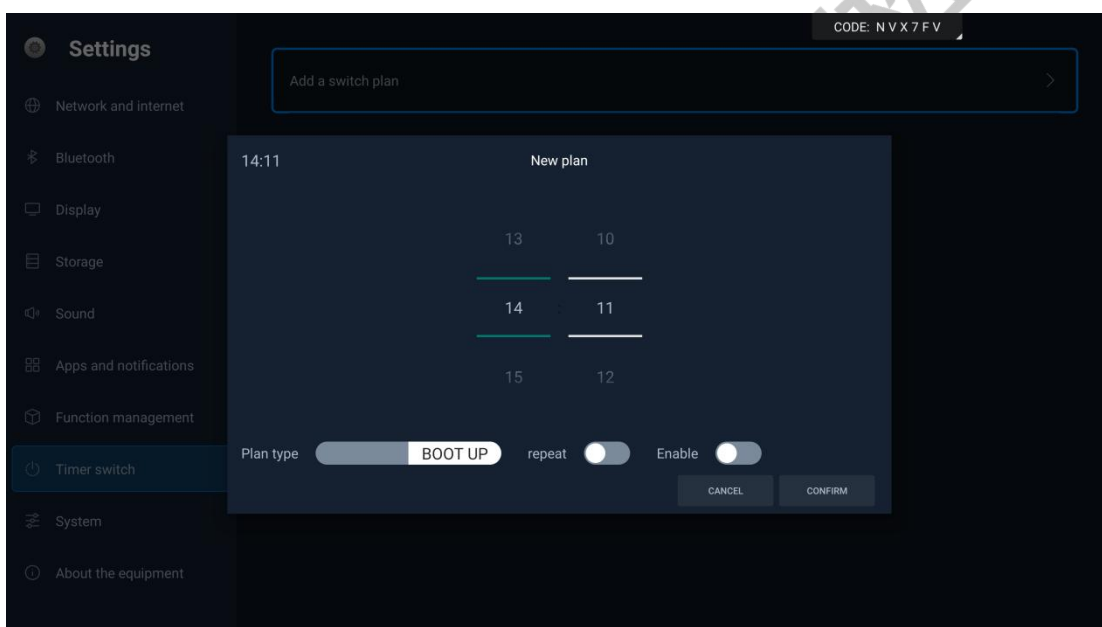 CODE: N V X 7 F V
Settings
Add a switch plan
Network and internet
Bluetooth
Display
Storage
Sound
Apps and notifications
Function management
Timer switch
System
About the equipment
14:11
New plan
13 10
14 : 11
15 12
Plan type BOOT UP repeat Enable
CANCEL CONFIRM